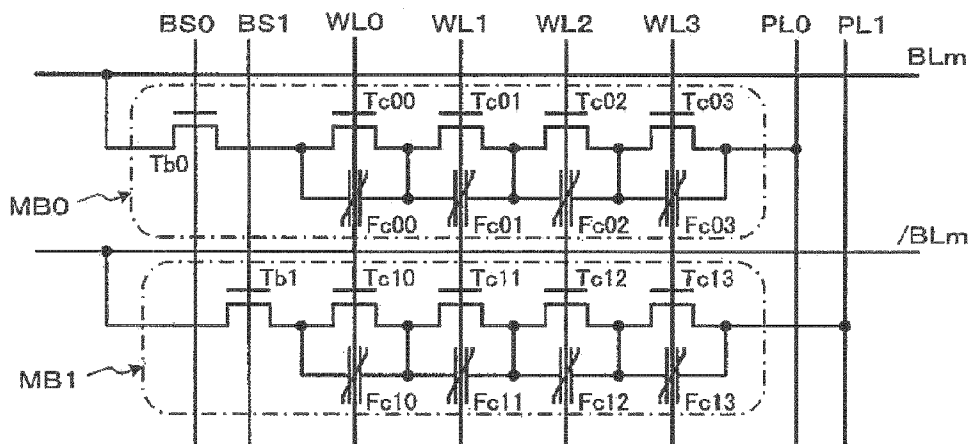 BS0 BS1 WL0 WL1 WL2 WL3 PL0 PL1
BLm
Tc00 Tc01 Tc02 Tc03
Tb0
MB0
Fc00 Fc01 Fc02 Fc03
/BLm
Tb1 Tc10 Tc11 Tc12 Tc13
MB1
Fc10 Fc11 Fc12 Fc13